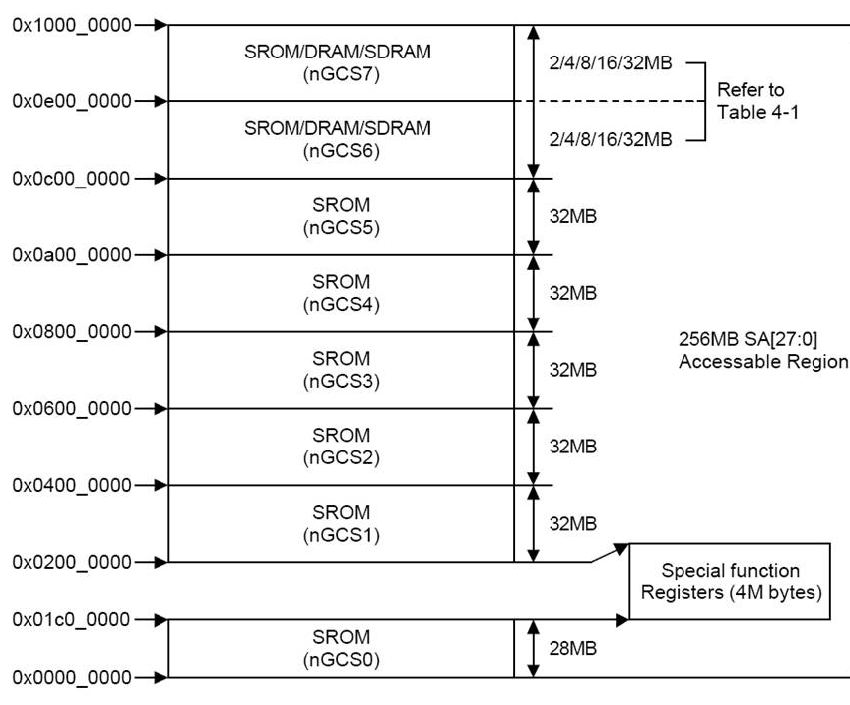 0x1000_0000
SROM/DRAM/SDRAM
(nGCS7)
2/4/8/16/32MB
Refer to
Table 4-1
0x0e00_0000
SROM/DRAM/SDRAM
(nGCS6)
2/4/8/16/32MB
0x0c00_0000
SROM
(nGCS5)
32MB
0x0a00_0000
SROM
(nGCS4)
32MB
0x0800_0000
256MB SA[27:0]
Accessable Region
SROM
(nGCS3)
32MB
0x0600_0000
SROM
(nGCS2)
32MB
0x0400_0000
SROM
(nGCS1)
32MB
0x0200_0000
Special function
Registers (4M bytes)
0x01c0_0000
SROM
(nGCS0)
28MB
0x0000_0000